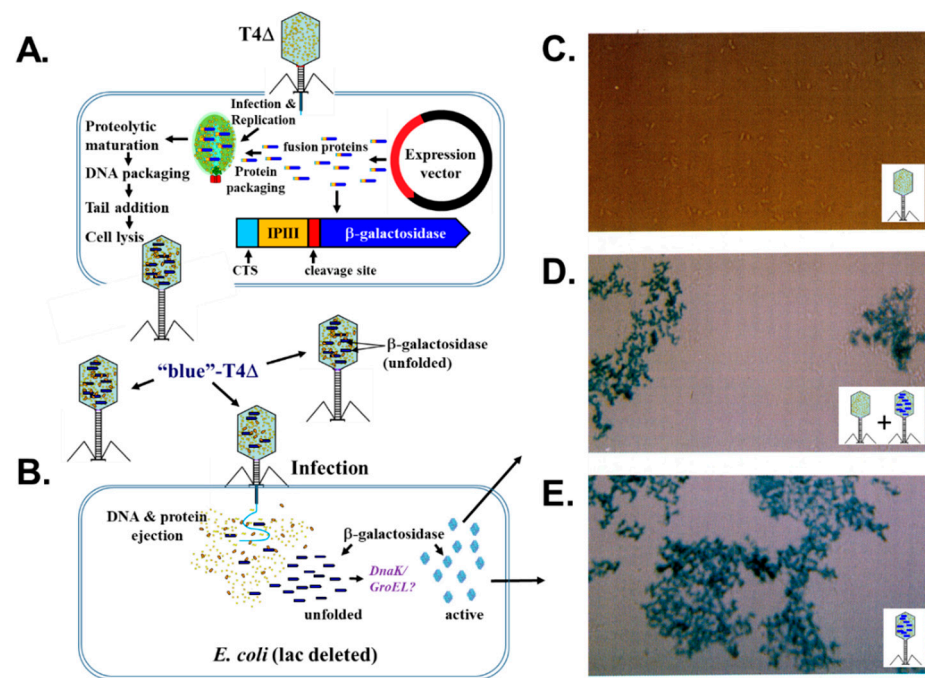 A.
T4Δ
Infection &
Replication
Proteolytic
maturation
DNA packaging
Tail addition
Cell lysis
fusion proteins
Protein
packaging
Expression
vector
IPIII
β-galactosidase
CTS
cleavage site
"blue"-T4Δ
β-galactosidase
(unfolded)
B.
Infection
DNA & protein
ejection
β-galactosidase
DnaK/
GroEL?
unfolded
active
E. coli (lac deleted)
C.
D.
+
E.